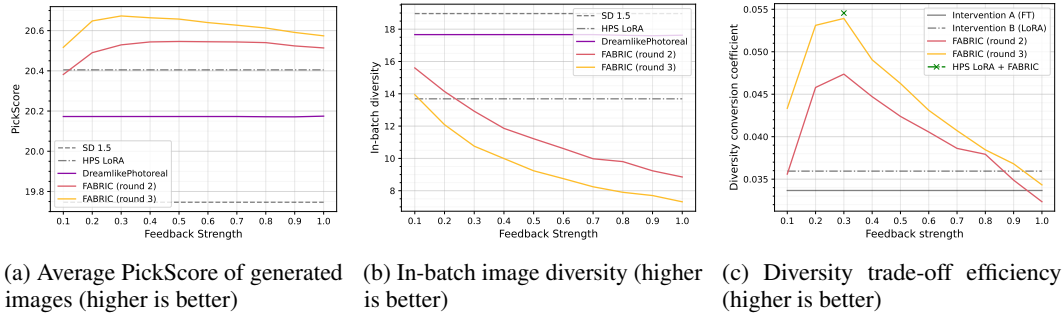 20.6
20.4
20.2
20.0
19.8
PickScore
SD 1.5
HPS LoRA
DreamlikePhotoreal
FABRIC (round 2)
FABRIC (round 3)
0.1 0.2 0.3 0.4 0.5 0.6 0.7 0.8 0.9 1.0
Feedback Strength
18
16
14
12
10
8
In-batch diversity
SD 1.5
HPS LoRA
DreamlikePhotoreal
FABRIC (round 2)
FABRIC (round 3)
0.1 0.2 0.3 0.4 0.5 0.6 0.7 0.8 0.9 1.0
Feedback Strength
0.055
0.050
0.045
0.040
0.035
Diversity conversion coefficient
Intervention A (FT)
Intervention B (LoRA)
FABRIC (round 2)
FABRIC (round 3)
HPS LoRA + FABRIC
0.1 0.2 0.3 0.4 0.5 0.6 0.7 0.8 0.9 1.0
Feedback strength
(a) Average PickScore of generated
images (higher is better)
(b) In-batch image diversity (higher
is better)
(c) Diversity trade-off efficiency
(higher is better)